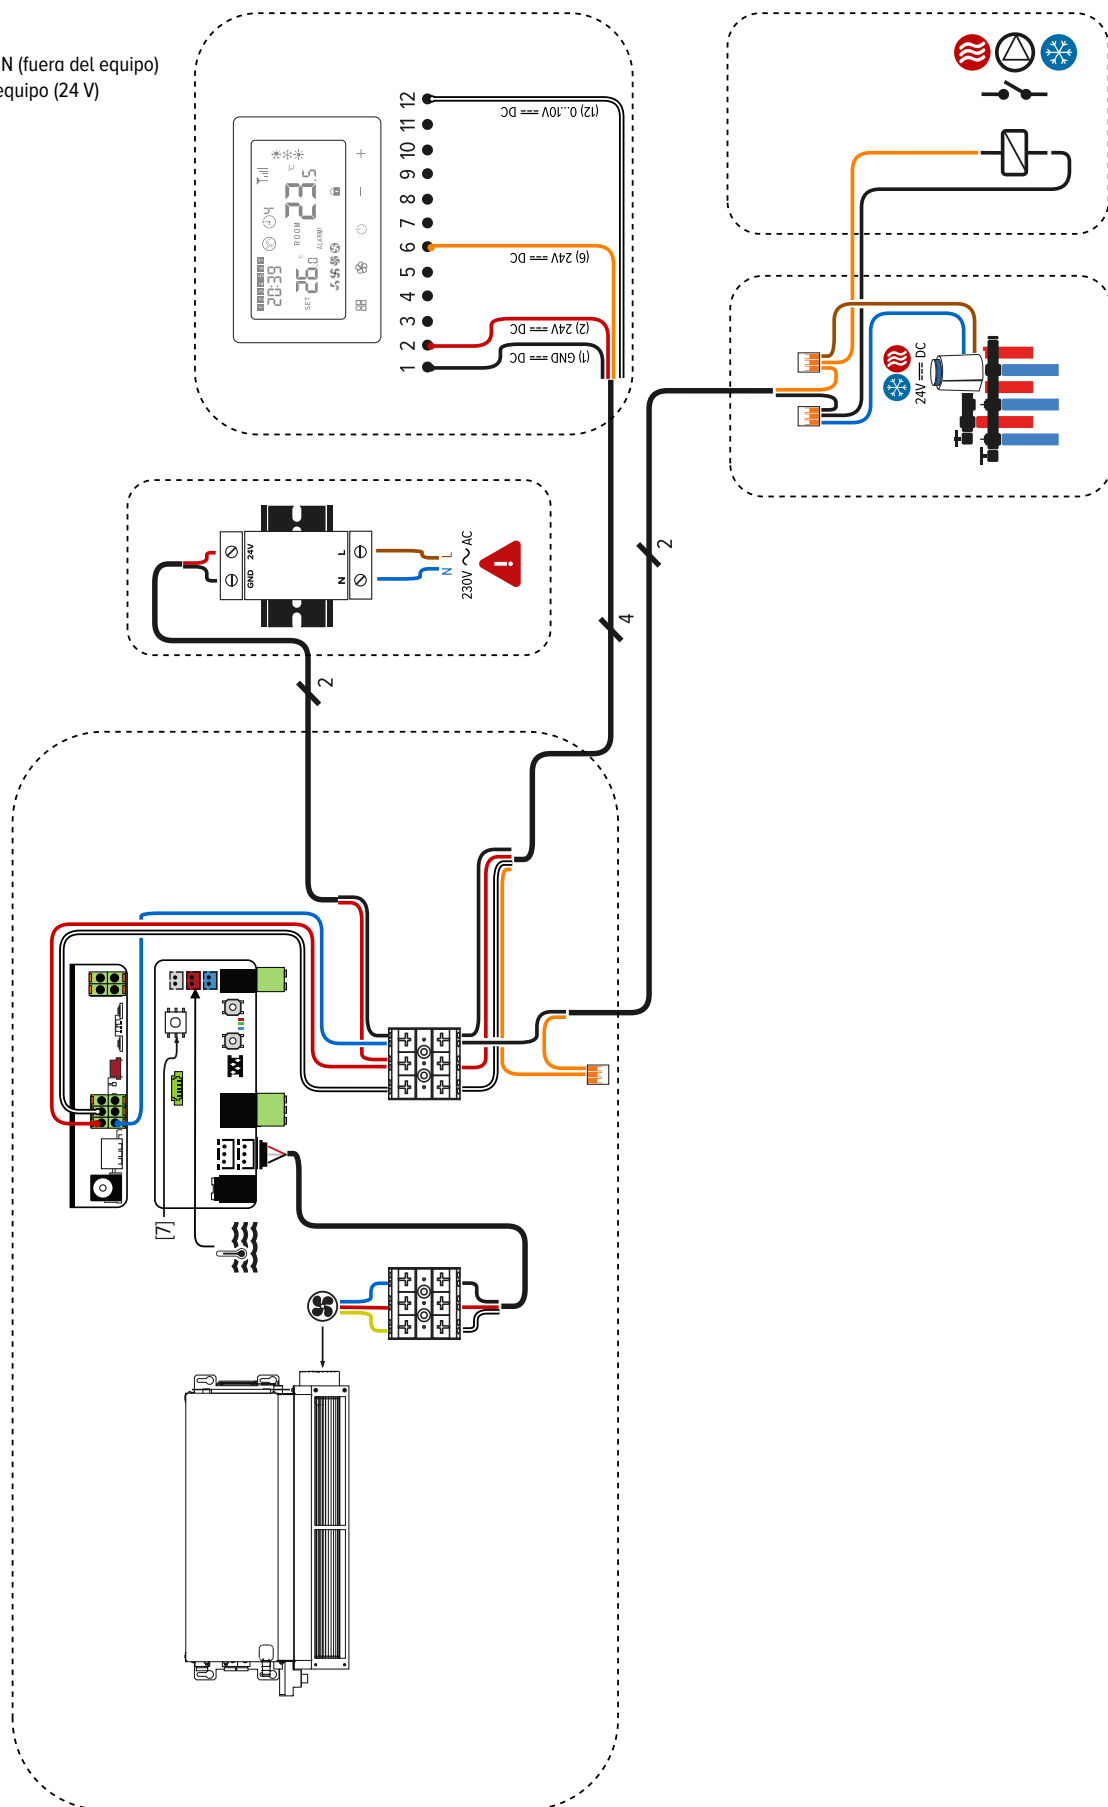 N (fuera del equipo)
equipo (24 V)
12
11
10
9
8
7
6
5
4
3
2
1
(12) 0...10V DC
(6) 24V DC
(2) 24V DC
(1) GND DC
20:39
4
SET 26.0 °C
ROOM 23.5 °C
ALARM!
24V DC
GND 24V
N L
N L
230V ~ AC
2
4
2
[7]